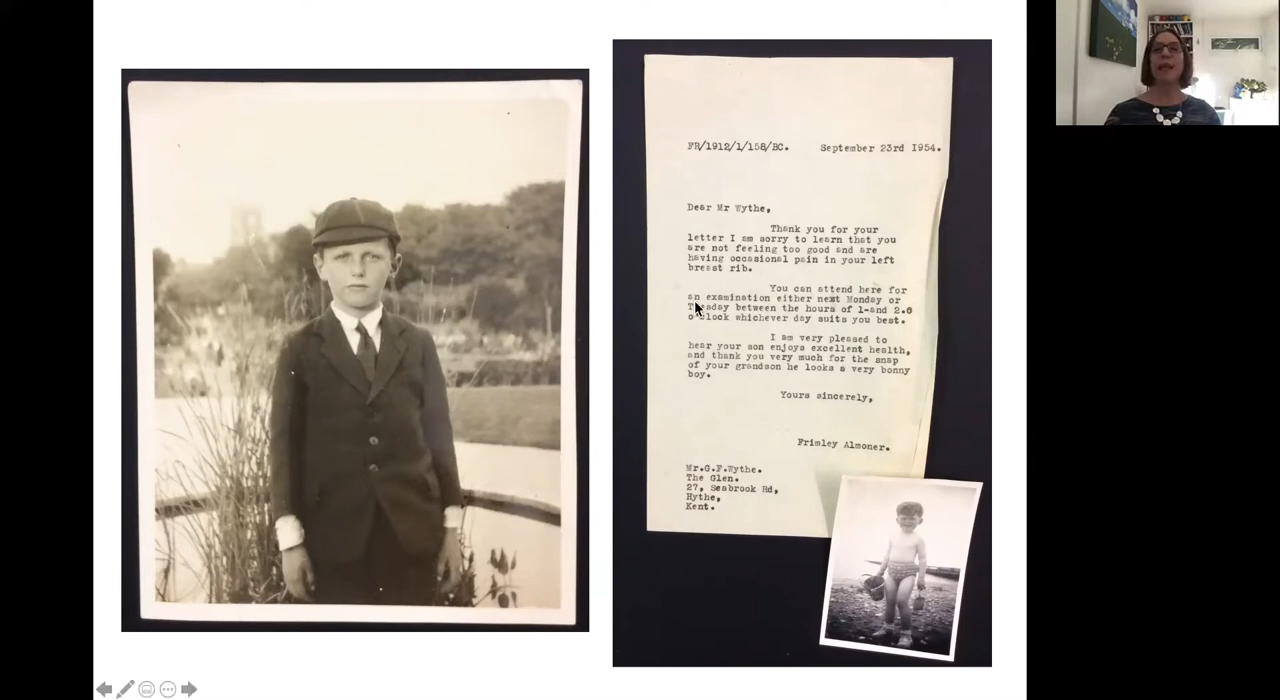 FR/1912/1/158/BC. September 23rd 1954.
Dear Mr Wythe,
Thank you for your
letter I am sorry to learn that you
are not feeling too good and are
having occasional pain in your left
breast rib.
You can attend here for
an examination either next Monday or
Tuesday between the hours of 1-and 2.0
o'clock whichever day suits you best.
I am very pleased to
hear your son enjoys excellent health,
and thank you very much for the snap
of your grandson he looks a very bonny
boy.
Yours sincerely,
Frimley Almoner.
Mr.G.F.Wythe.
The Glen.
27, Seabrook Rd,
Hythe,
Kent.